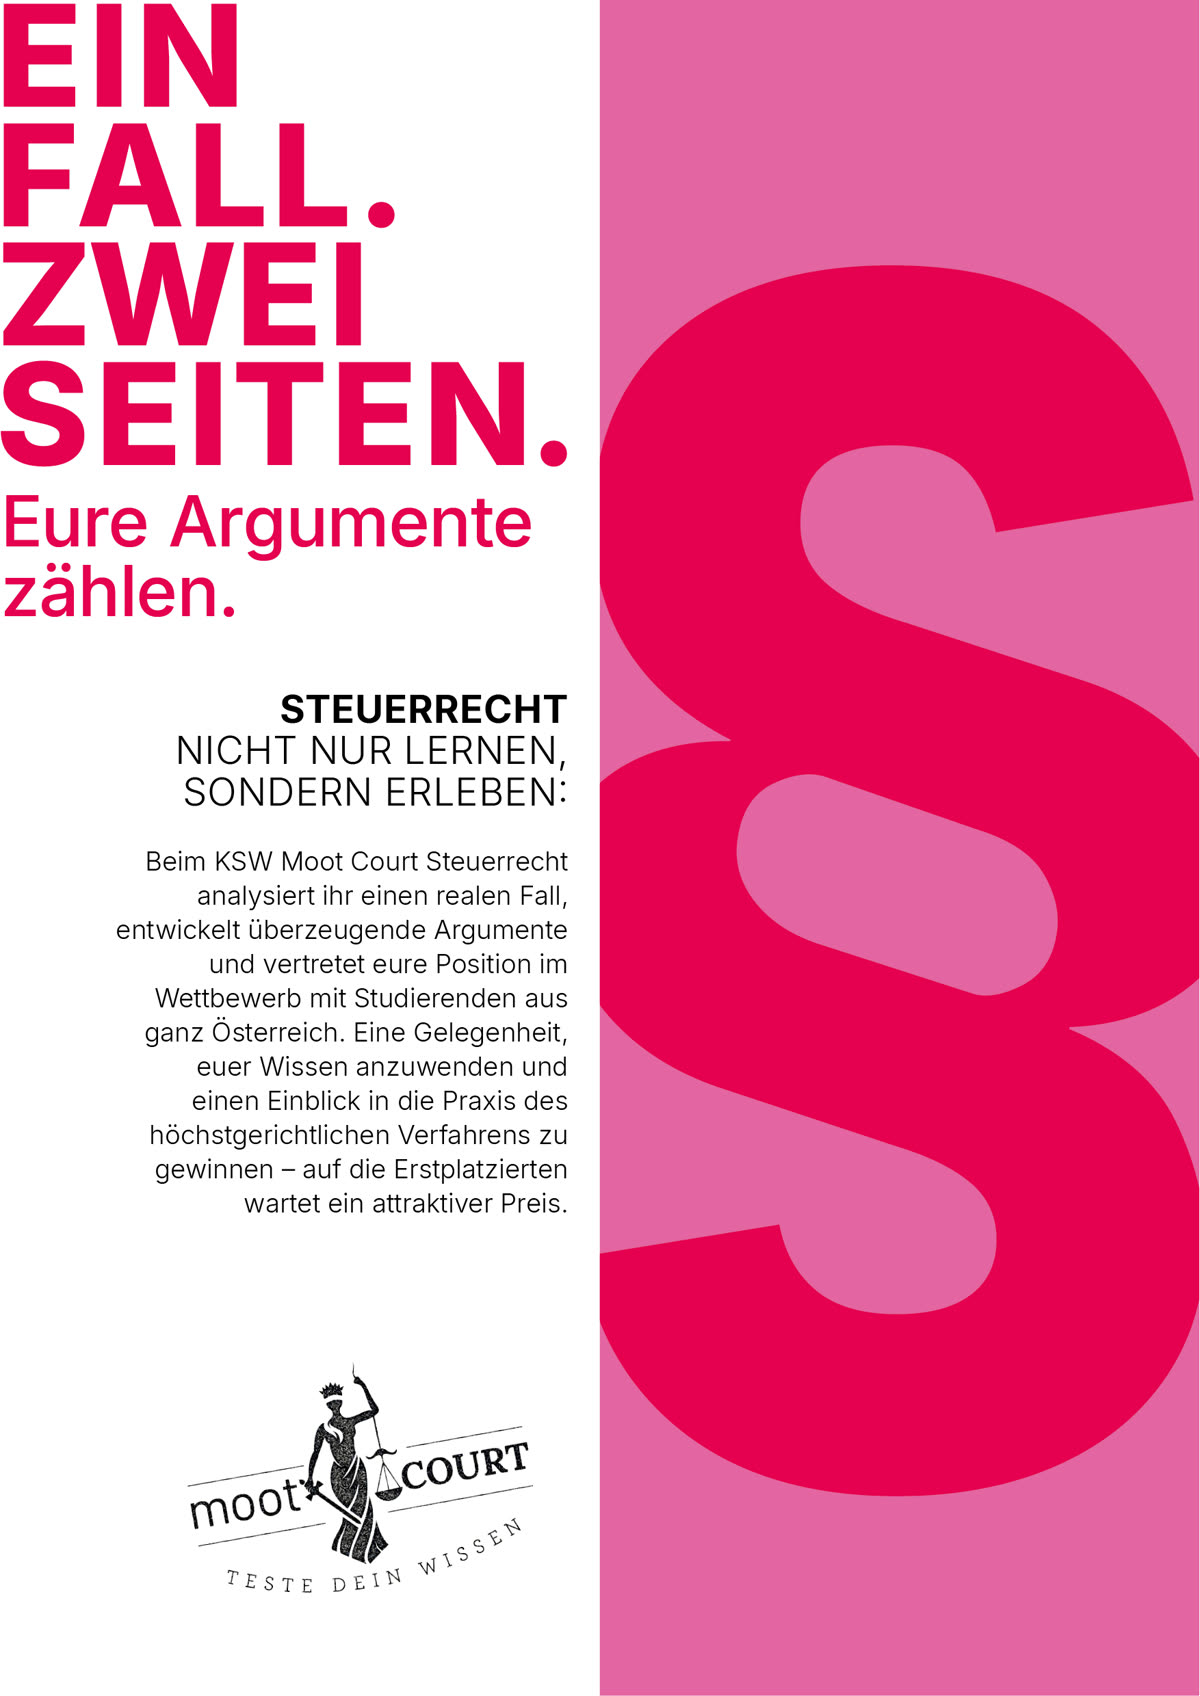 EIN
FALL.
ZWEI
SEITEN.
Eure Argumente
zählen.
STEUERRECHT
NICHT NUR LERNEN,
SONDERN ERLEBEN:
Beim KSW Moot Court Steuerrecht
analysiert ihr einen realen Fall,
entwickelt überzeugende Argumente
und vertretet eure Position im
Wettbewerb mit Studierenden aus
ganz Österreich. Eine Gelegenheit,
euer Wissen anzuwenden und
einen Einblick in die Praxis des
höchstgerichtlichen Verfahrens zu
gewinnen – auf die Erstplatzierten
wartet ein attraktiver Preis.
moot COURT
TESTE DEIN WISSEN
§